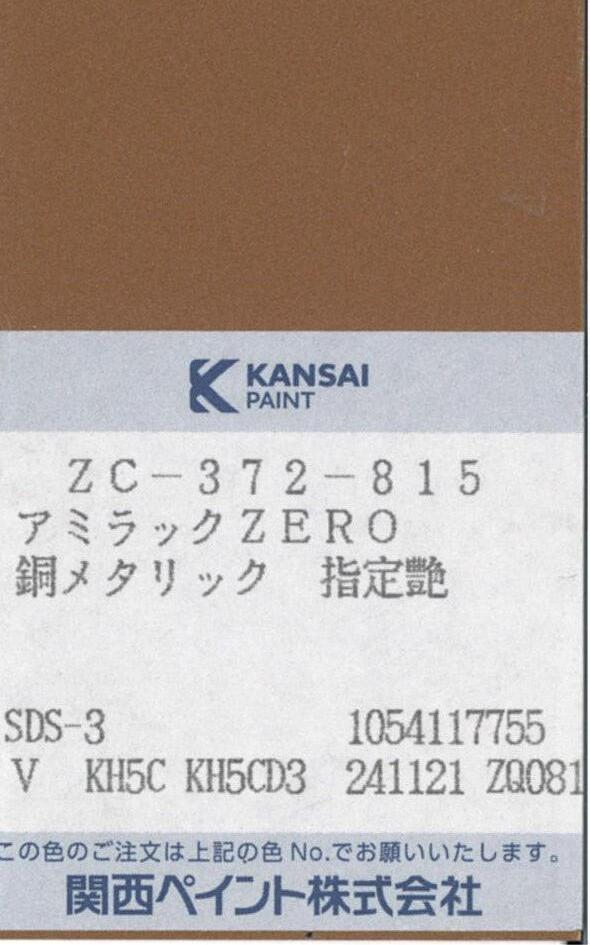 KANSAI
PAINT
ZC-372-815
アミラックZERO
銅メタリック 指定艶
SDS-3 1054117755
V KH5C KH5CD3 241121 ZQ081
この色のご注文は上記の色 No.でお願いいたします。
関西ペイント株式会社